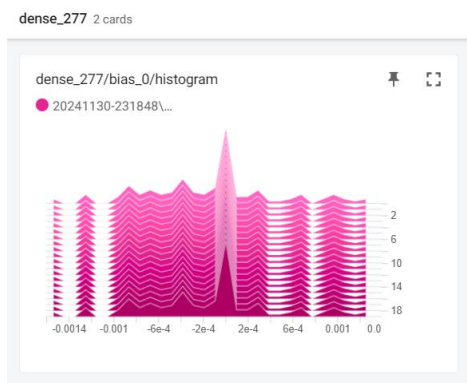 dense_277 2 cards
dense_277/bias_0/histogram
20241130-231848\...
2
6
10
14
18
-0.0014 -0.001 -6e-4 -2e-4 2e-4 6e-4 0.001 0.0